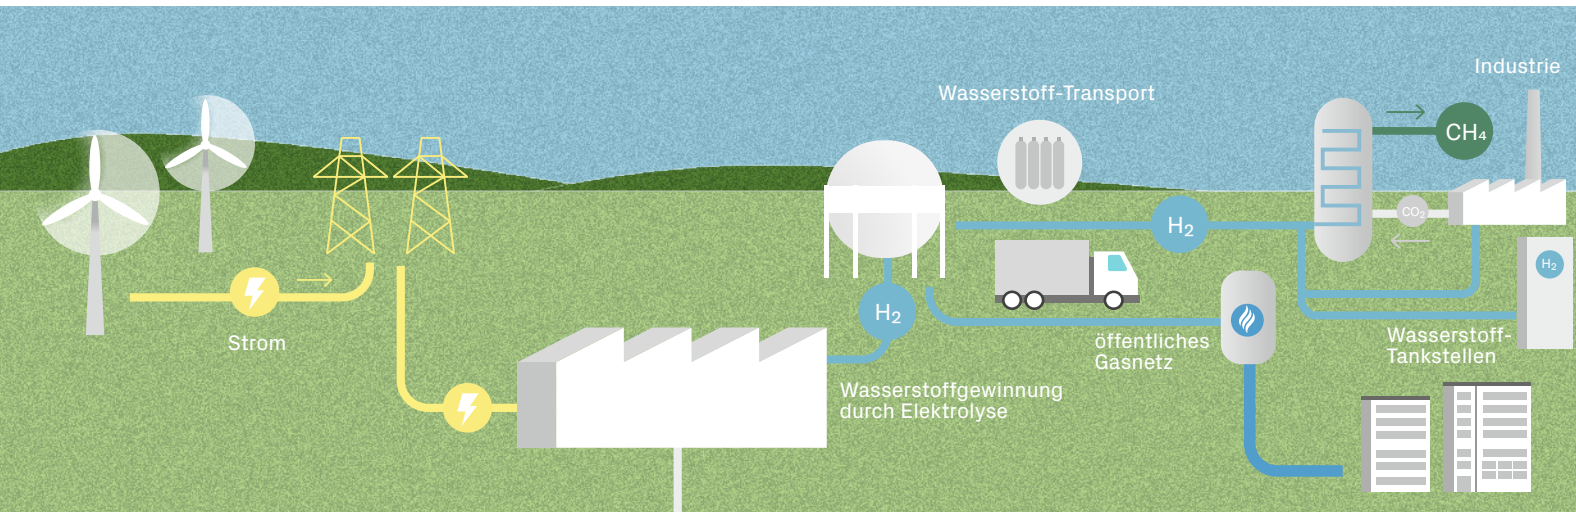 Industrie
Wasserstoff-Transport
CH₄
CO₂
H₂
H₂
H₂
Strom
öffentliches
Gasnetz
Wasserstoff-
Tankstellen
Wasserstoffgewinnung
durch Elektrolyse